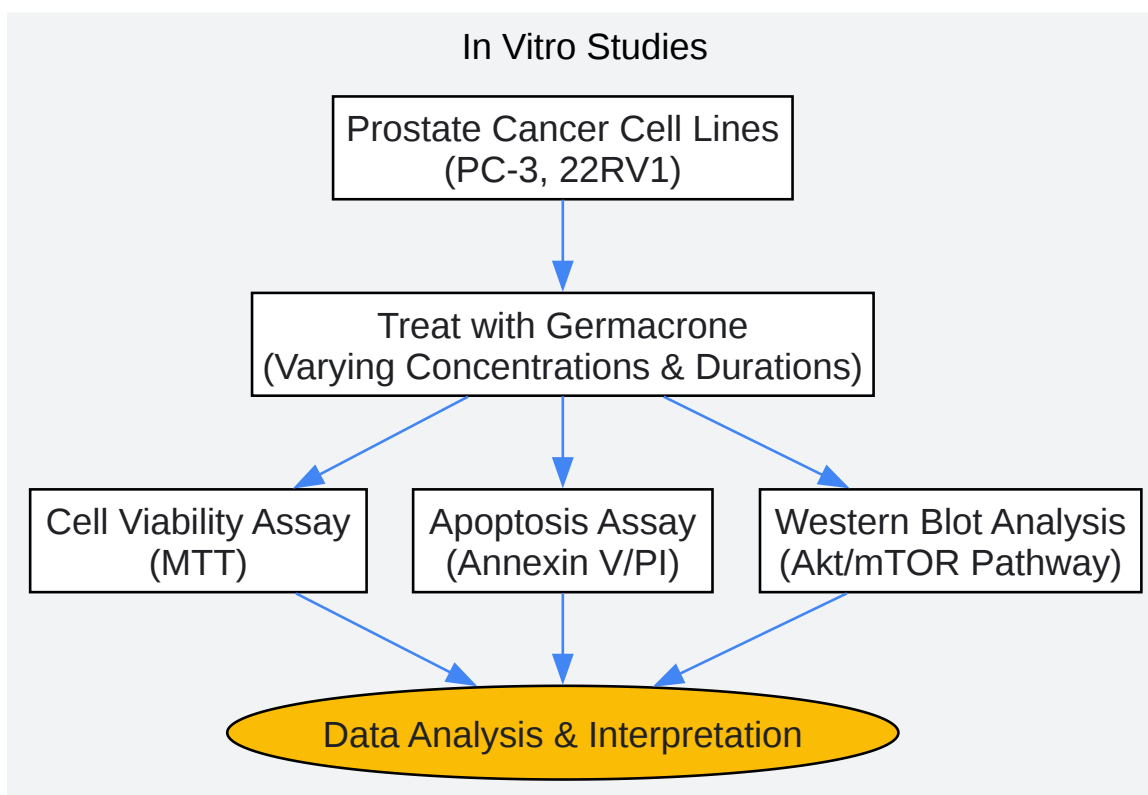 In Vitro Studies
Prostate Cancer Cell Lines
(PC-3, 22RV1)
Treat with Germacrone
(Varying Concentrations & Durations)
Cell Viability Assay
(MTT)
Apoptosis Assay
(Annexin V/PI)
Western Blot Analysis
(Akt/mTOR Pathway)
Data Analysis & Interpretation